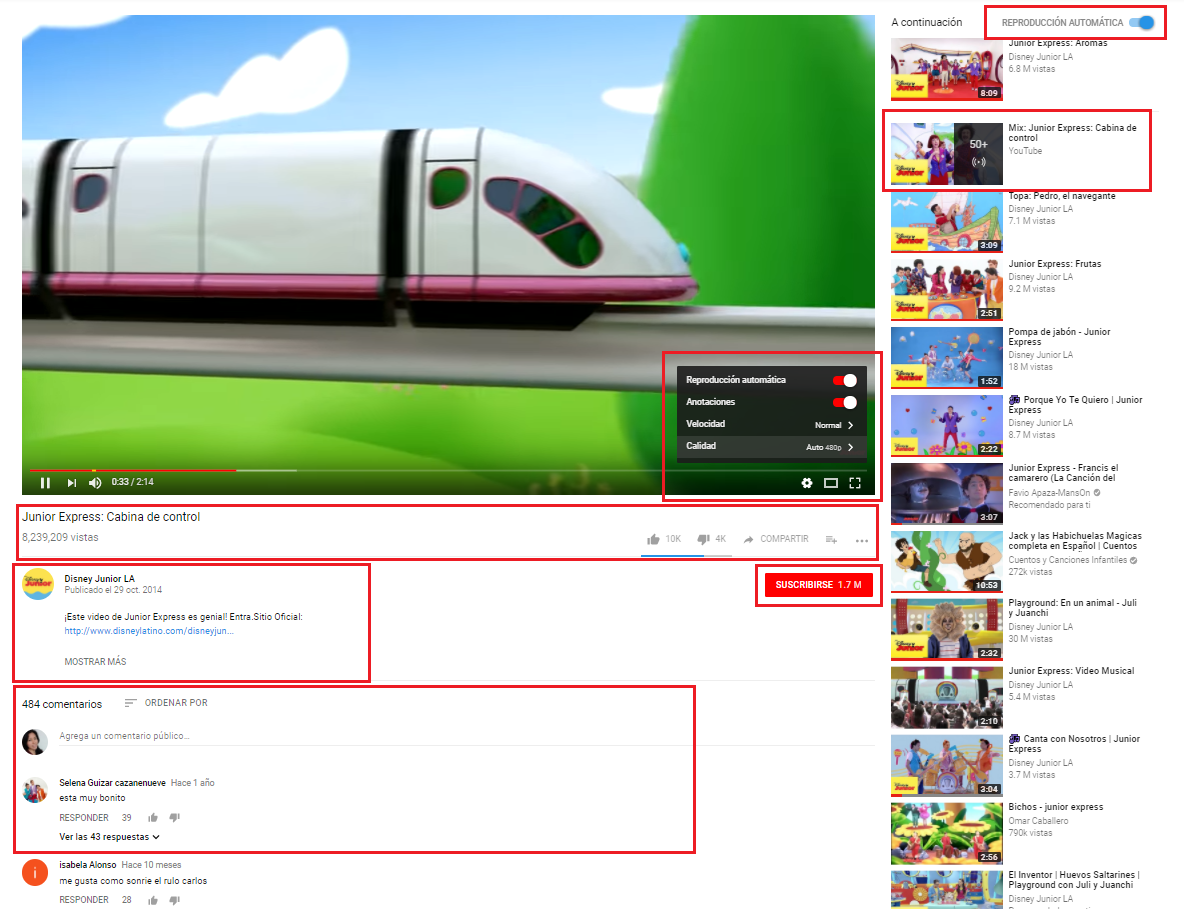 Reproducción automática
Anotaciones
Velocidad Normal
Calidad Auto 480p
0:33 / 2:14
Junior Express: Cabina de control
8,239,209 vistas
10K 4K COMPARTIR
Disney Junior LA
Publicado el 29 oct. 2014
SUSCRIBIRSE 1.7 M
¡Este video de Junior Express es genial! Entra.Sitio Oficial:
http://www.disneylatino.com/disneyjun...
MOSTRAR MÁS
484 comentarios ORDENAR POR
Agrega un comentario público...
Selena Guizar cazanenueve Hace 1 año
esta muy bonito
RESPONDER 39
Ver las 43 respuestas
isabela Alonso Hace 10 meses
me gusta como sonrie el rulo carlos
RESPONDER 28
A continuación REPRODUCCIÓN AUTOMÁTICA
Junior Express: Aromas
Disney Junior LA
6.8 M vistas
8:09
Mix: Junior Express: Cabina de
control
YouTube
50+
Topa: Pedro, el navegante
Disney Junior LA
7.1 M vistas
3:09
Junior Express: Frutas
Disney Junior LA
9.2 M vistas
2:51
Pompa de jabón - Junior
Express
Disney Junior LA
18 M vistas
1:52
Porque Yo Te Quiero | Junior
Express
Disney Junior LA
8.7 M vistas
2:22
Junior Express - Francis el
camarero (La Canción del
Favio Apaza-MansOn
Recomendado para ti
3:07
Jack y las Habichuelas Magicas
completa en Español | Cuentos
Cuentos y Canciones Infantiles
272k vistas
10:53
Playground: En un animal - Juli
y Juanchi
Disney Junior LA
30 M vistas
2:32
Junior Express: Video Musical
Disney Junior LA
5.4 M vistas
2:10
Canta con Nosotros | Junior
Express
Disney Junior LA
3.7 M vistas
3:04
Bichos - junior express
Omar Caballero
790k vistas
2:56
El Inventor | Huevos Saltarines |
Playground con Juli y Juanchi
Disney Junior LA